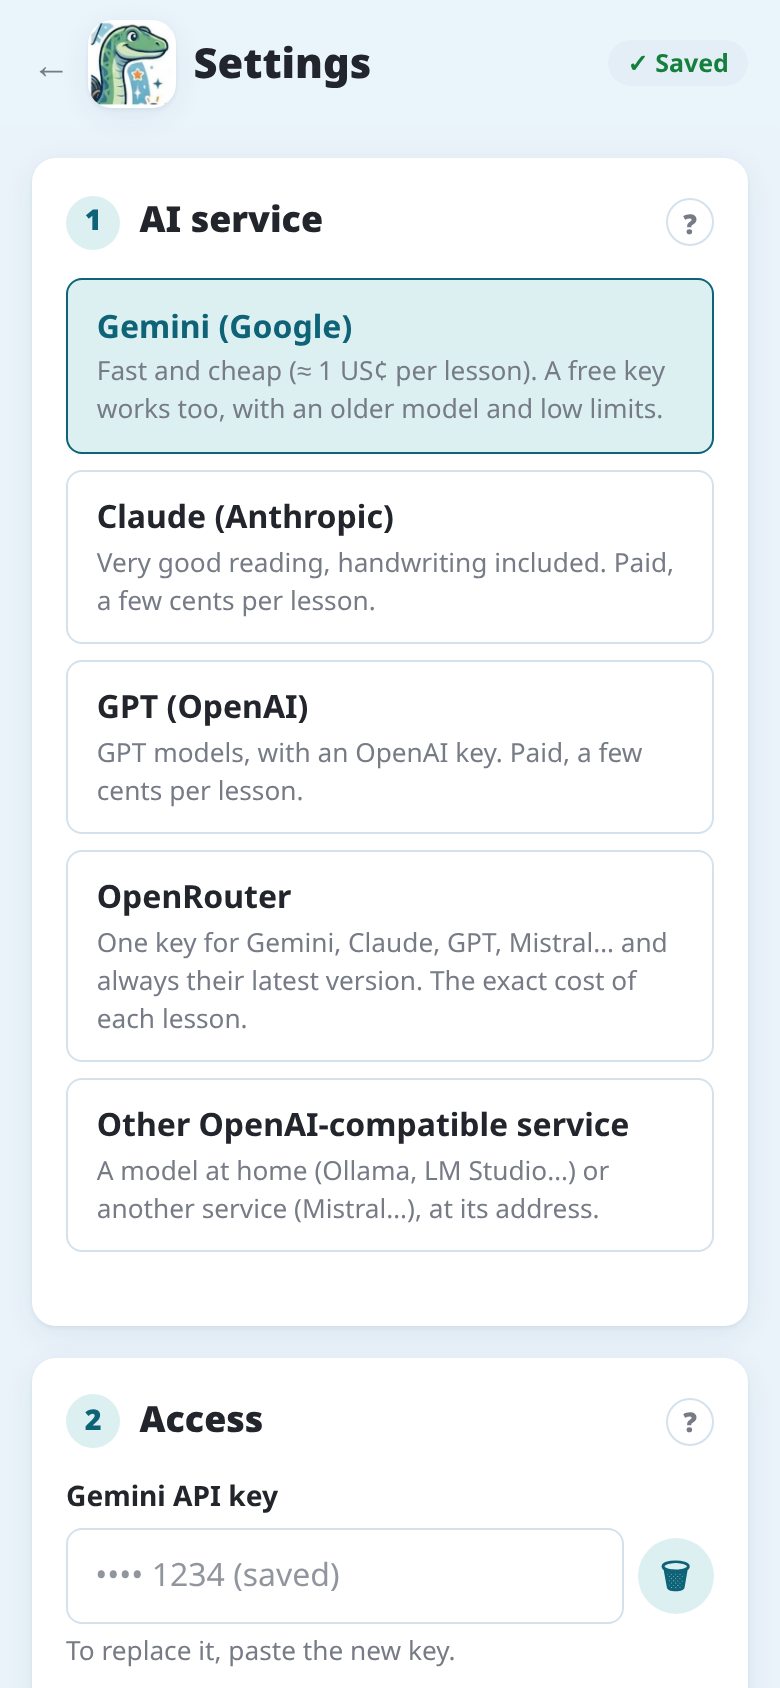 ← Settings ✓ Saved
1 AI service ?
Gemini (Google)
Fast and cheap (≈ 1 US¢ per lesson). A free key
works too, with an older model and low limits.
Claude (Anthropic)
Very good reading, handwriting included. Paid,
a few cents per lesson.
GPT (OpenAI)
GPT models, with an OpenAI key. Paid, a few
cents per lesson.
OpenRouter
One key for Gemini, Claude, GPT, Mistral… and
always their latest version. The exact cost of
each lesson.
Other OpenAI-compatible service
A model at home (Ollama, LM Studio…) or
another service (Mistral…), at its address.
2 Access ?
Gemini API key
•••• 1234 (saved)
To replace it, paste the new key.